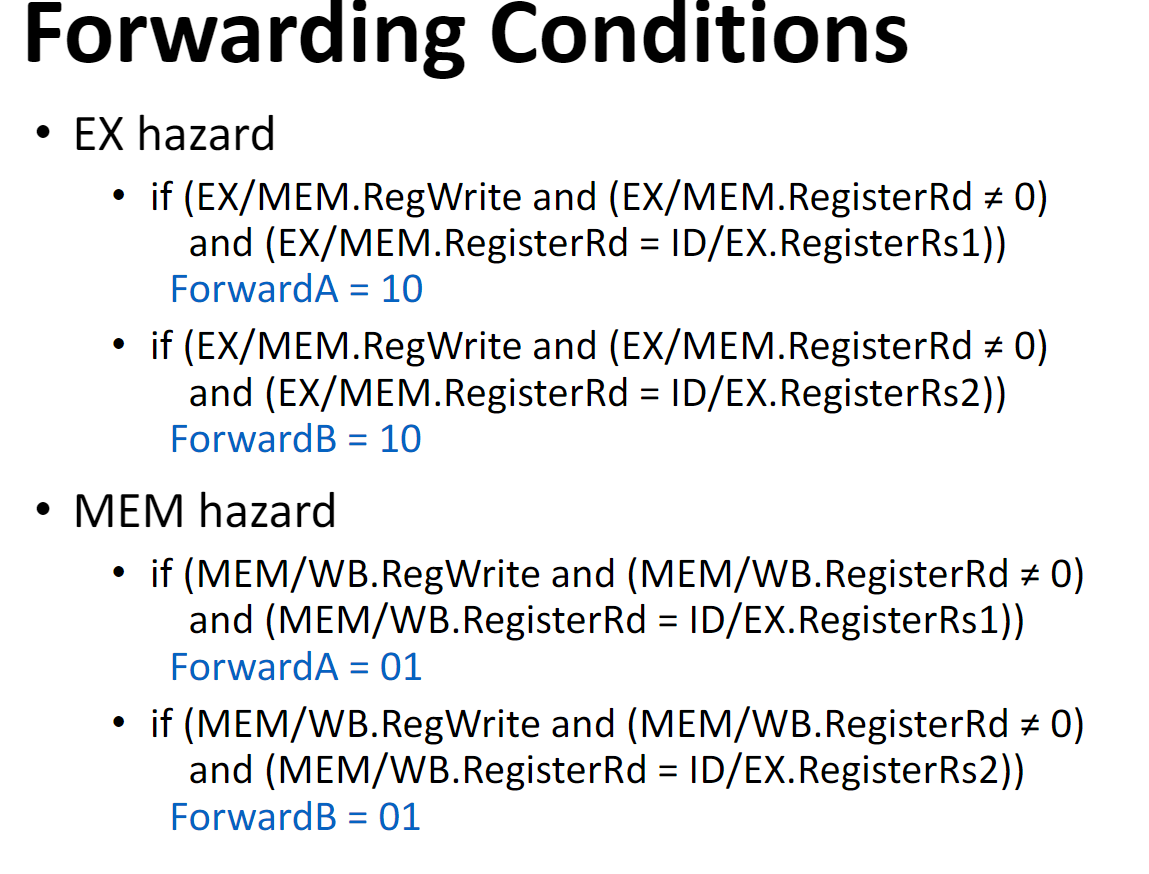 Forwarding Conditions
• EX hazard
• if (EX/MEM.RegWrite and (EX/MEM.RegisterRd ≠ 0)
and (EX/MEM.RegisterRd = ID/EX.RegisterRs1))
ForwardA = 10
• if (EX/MEM.RegWrite and (EX/MEM.RegisterRd ≠ 0)
and (EX/MEM.RegisterRd = ID/EX.RegisterRs2))
ForwardB = 10
• MEM hazard
• if (MEM/WB.RegWrite and (MEM/WB.RegisterRd ≠ 0)
and (MEM/WB.RegisterRd = ID/EX.RegisterRs1))
ForwardA = 01
• if (MEM/WB.RegWrite and (MEM/WB.RegisterRd ≠ 0)
and (MEM/WB.RegisterRd = ID/EX.RegisterRs2))
ForwardB = 01